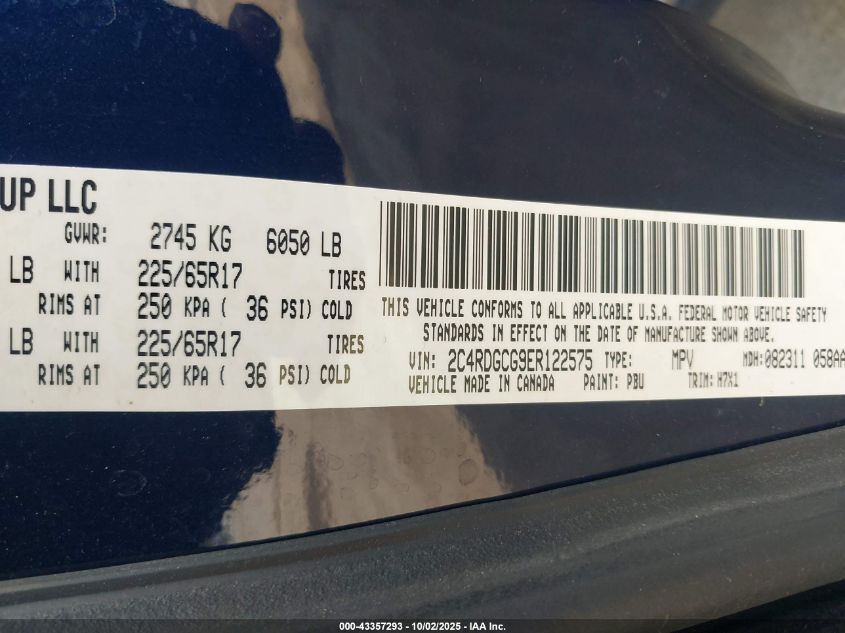 UP LLC
GVWR: 2745 KG 6050 LB
LB WITH 225/65R17 TIRES
RIMS AT 250 KPA ( 36 PSI) COLD
LB WITH 225/65R17 TIRES
RIMS AT 250 KPA ( 36 PSI) COLD
THIS VEHICLE CONFORMS TO ALL APPLICABLE U.S.A. FEDERAL MOTOR VEHICLE SAFETY
STANDARDS IN EFFECT ON THE DATE OF MANUFACTURE SHOWN ABOVE.
VIN: 2C4RDGCG9ER122575 TYPE: MPV MDH: 082311 058AA
VEHICLE MADE IN CANADA PAINT: PBU TRIM: H7X1
000-43357293 - 10/02/2025 - IAA Inc.